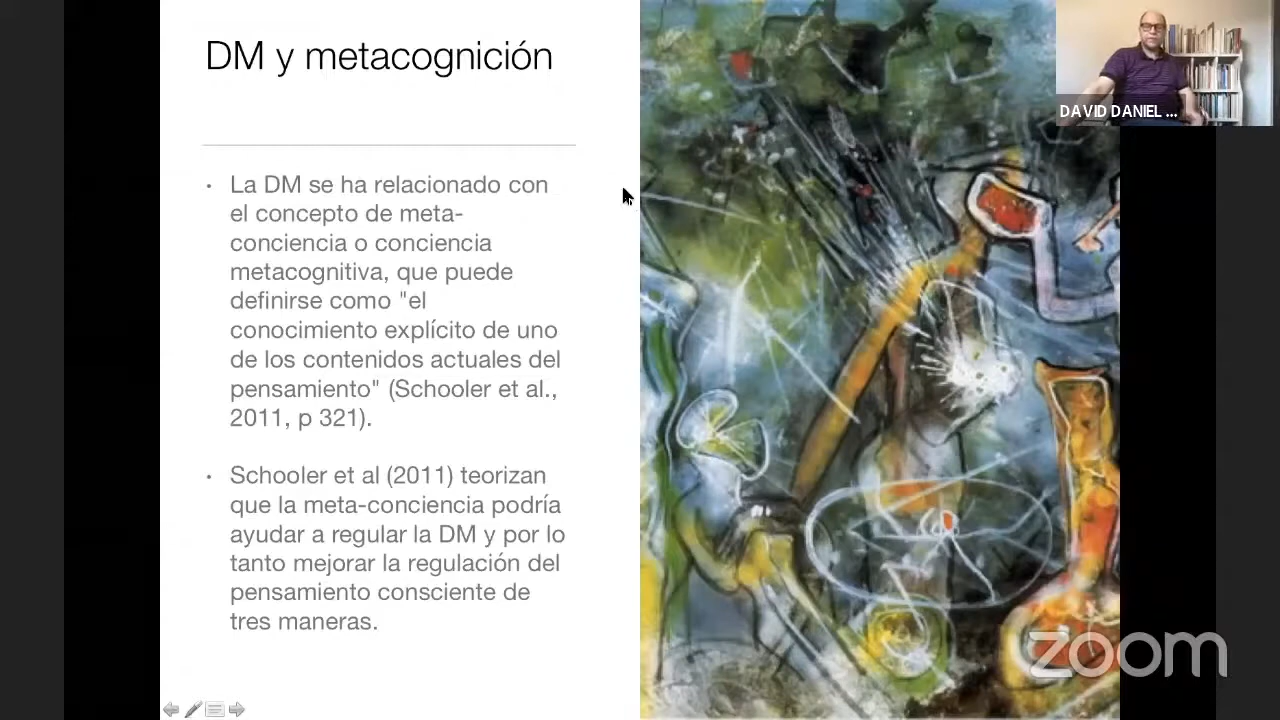 DM y metacognición
• La DM se ha relacionado con
el concepto de meta-
conciencia o conciencia
metacognitiva, que puede
definirse como "el
conocimiento explícito de uno
de los contenidos actuales del
pensamiento" (Schooler et al.,
2011, p 321).
• Schooler et al (2011) teorizan
que la meta-conciencia podría
ayudar a regular la DM y por lo
tanto mejorar la regulación del
pensamiento consciente de
tres maneras.
DAVID DANIEL ...
zoom